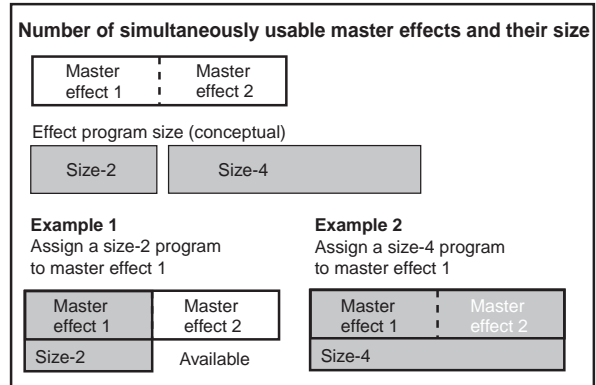 Number of simultaneously usable master effects and their size
Master effect 1
Master effect 2
Effect program size (conceptual)
Size-2
Size-4
Example 1
Assign a size-2 program
to master effect 1
Master effect 1
Master effect 2
Size-2
Available
Example 2
Assign a size-4 program
to master effect 1
Master effect 1
Master effect 2
Size-4